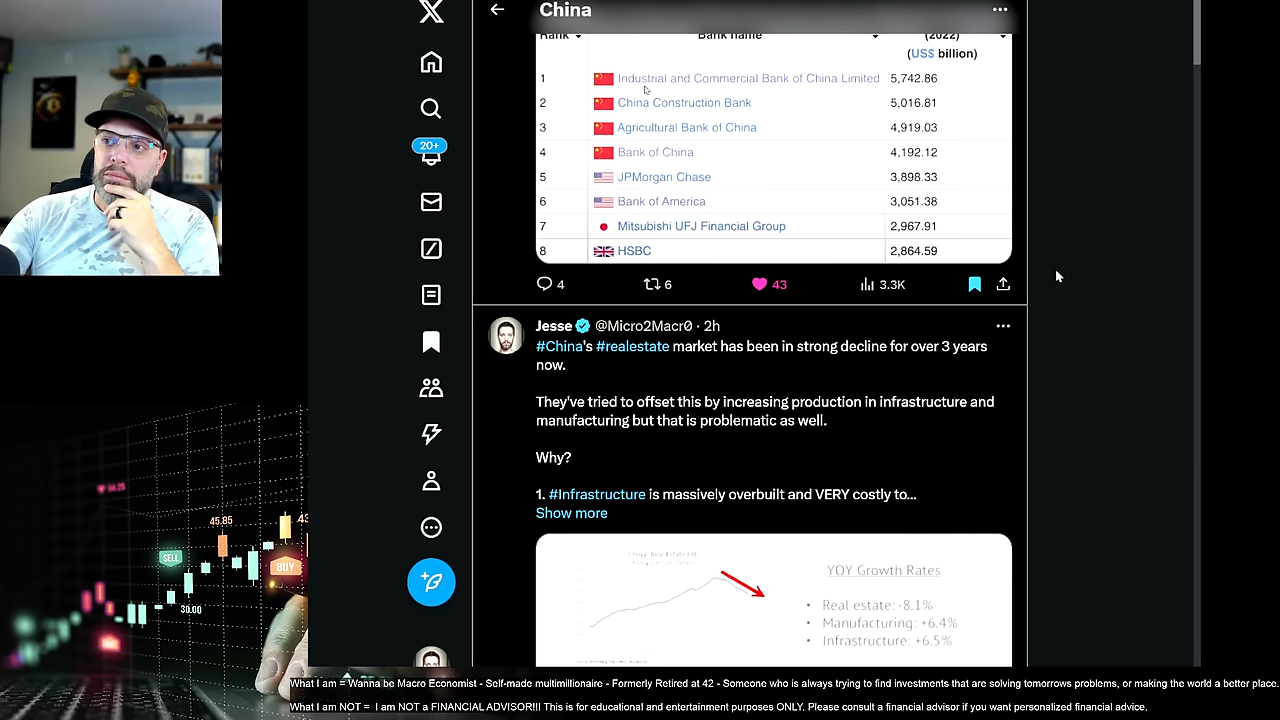 China
Rank
Bank name
(2022)
(US$ billion)
1 Industrial and Commercial Bank of China Limited 5,742.86
2 China Construction Bank 5,016.81
3 Agricultural Bank of China 4,919.03
4 Bank of China 4,192.12
5 JPMorgan Chase 3,898.33
6 Bank of America 3,051.38
7 Mitsubishi UFJ Financial Group 2,967.91
8 HSBC 2,864.59
4 6 43 3.3K
20+
Jesse @Micro2Macr0 · 2h
#China's #realestate market has been in strong decline for over 3 years
now.
They've tried to offset this by increasing production in infrastructure and
manufacturing but that is problematic as well.
Why?
1. #Infrastructure is massively overbuilt and VERY costly to...
Show more
YOY Growth Rates
• Real estate: -8.1%
• Manufacturing: +6.4%
• Infrastructure: +6.5%
45.85
SELL
BUY
30.00
What I am = Wanna be Macro Economist - Self-made multimillionaire - Formerly Retired at 42 - Someone who is always trying to find investments that are solving tomorrows problems, or making the world a better place.
What I am NOT = I am NOT a FINANCIAL ADVISOR!!! This is for educational and entertainment purposes ONLY. Please consult a financial advisor if you want personalized financial advice.